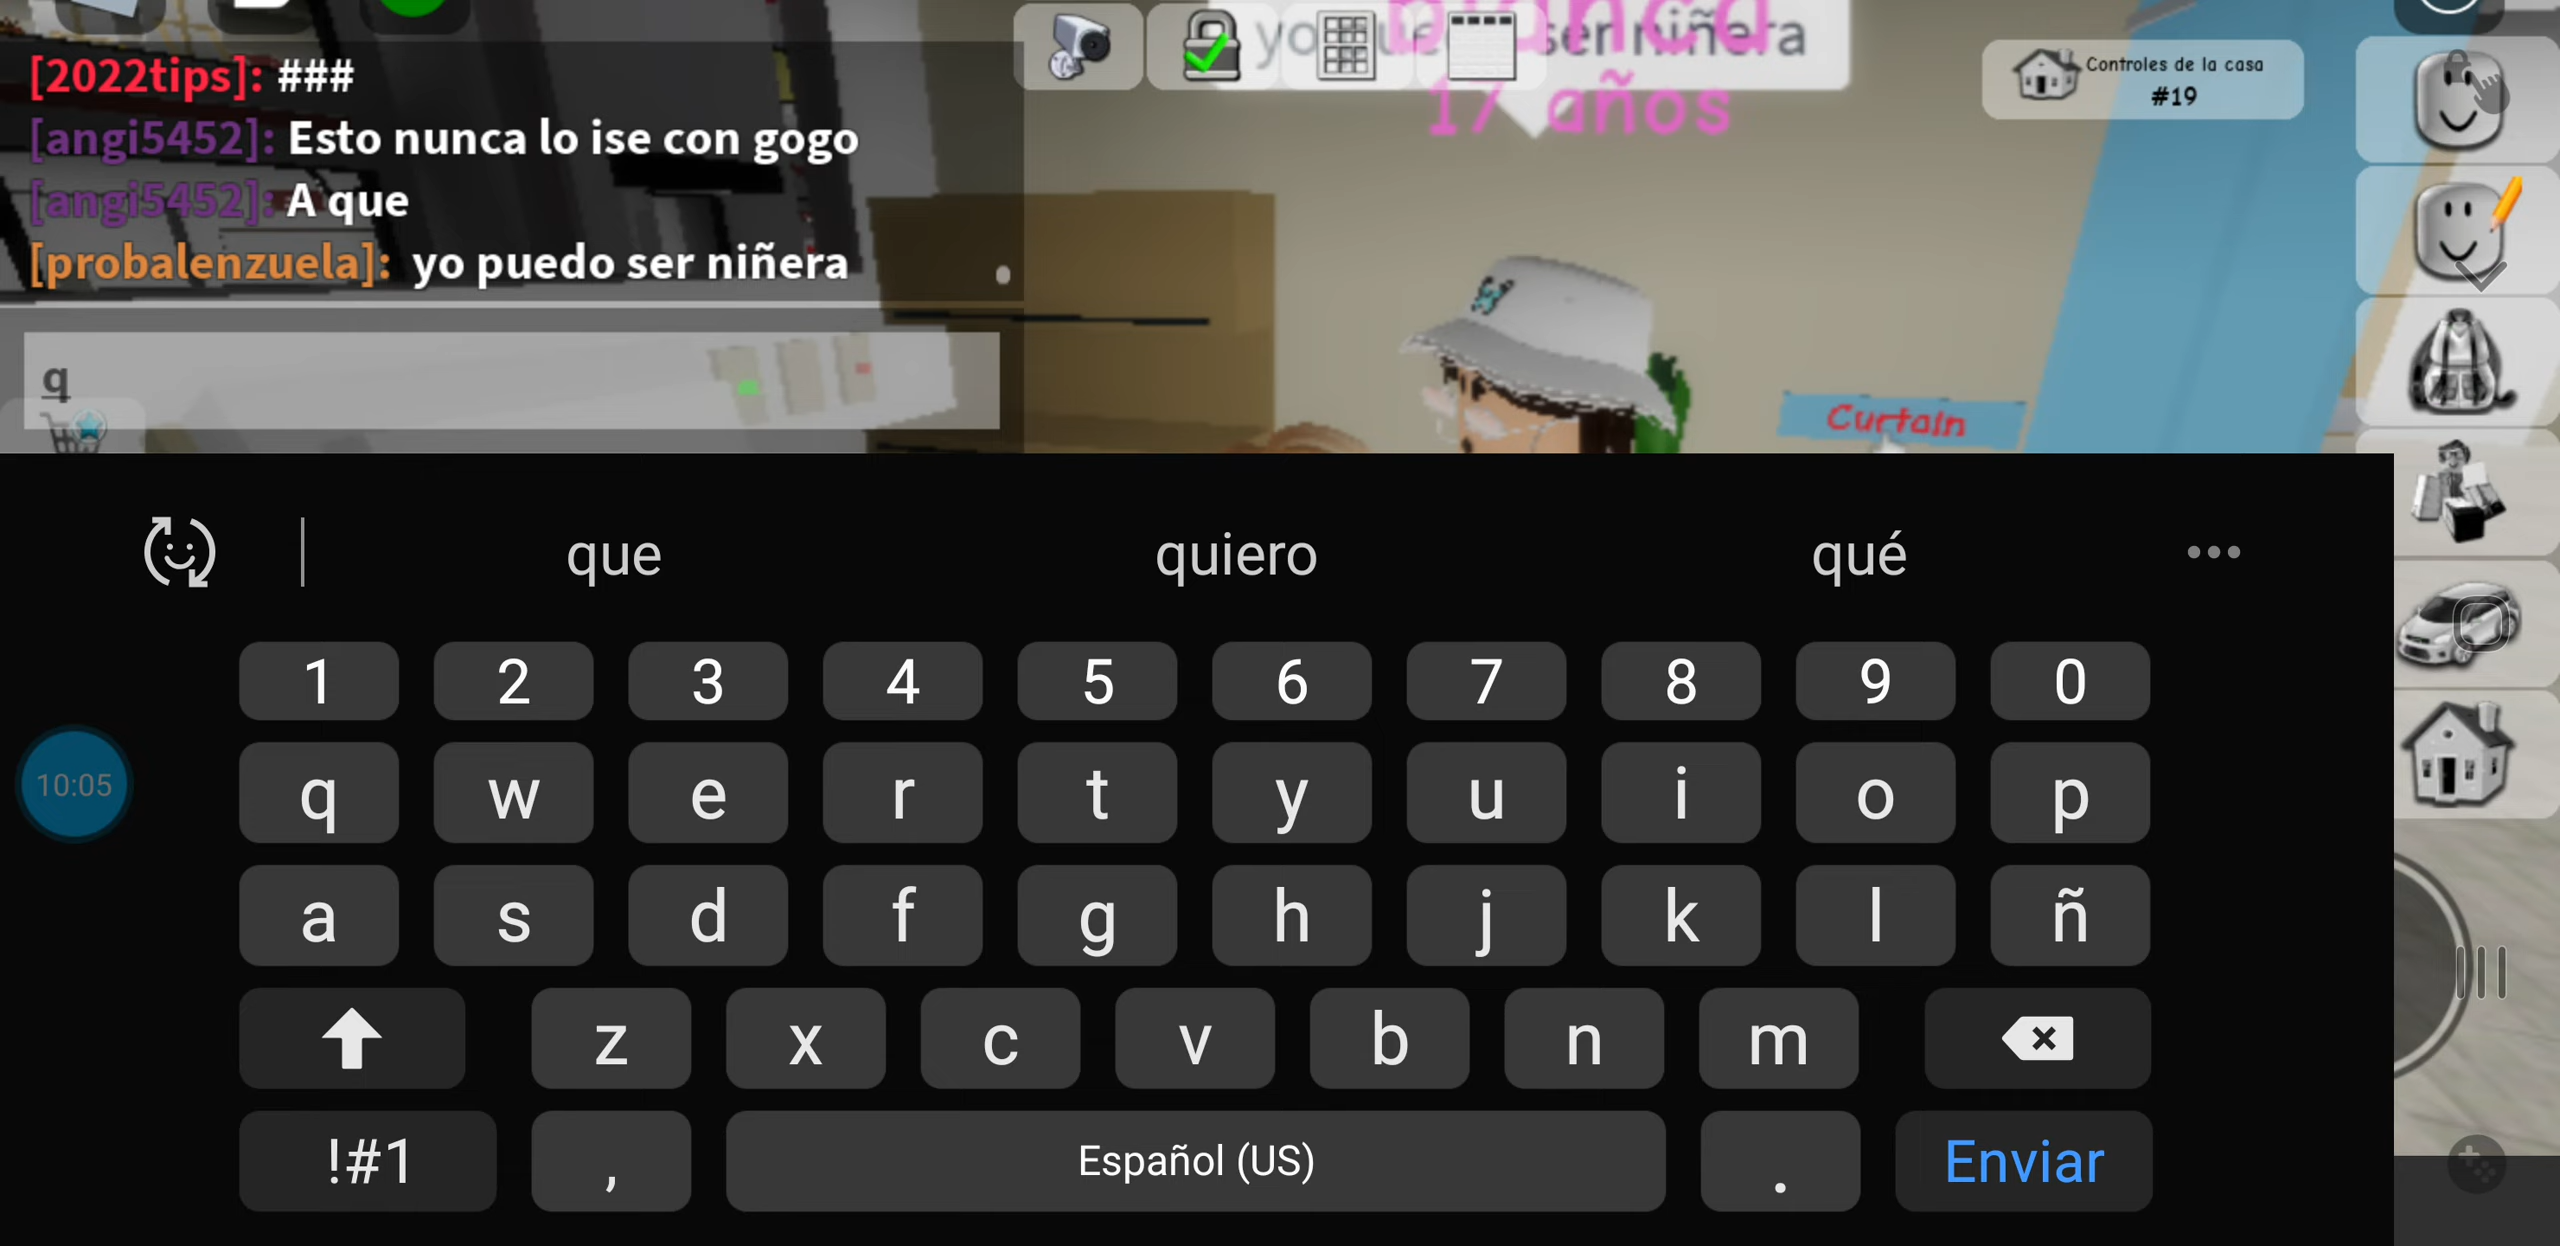 [2022tips]: ###
[angi5452]: Esto nunca lo ise con gogo
[angi5452]: A que
[probalenzuela]: yo puedo ser niñera
q
ser niñera
17 años
Controles de la casa
#19
Curtain
que quiero qué
10:05
1 2 3 4 5 6 7 8 9 0
q w e r t y u i o p
a s d f g h j k l ñ
z x c v b n m
!#1 , Español (US) . Enviar